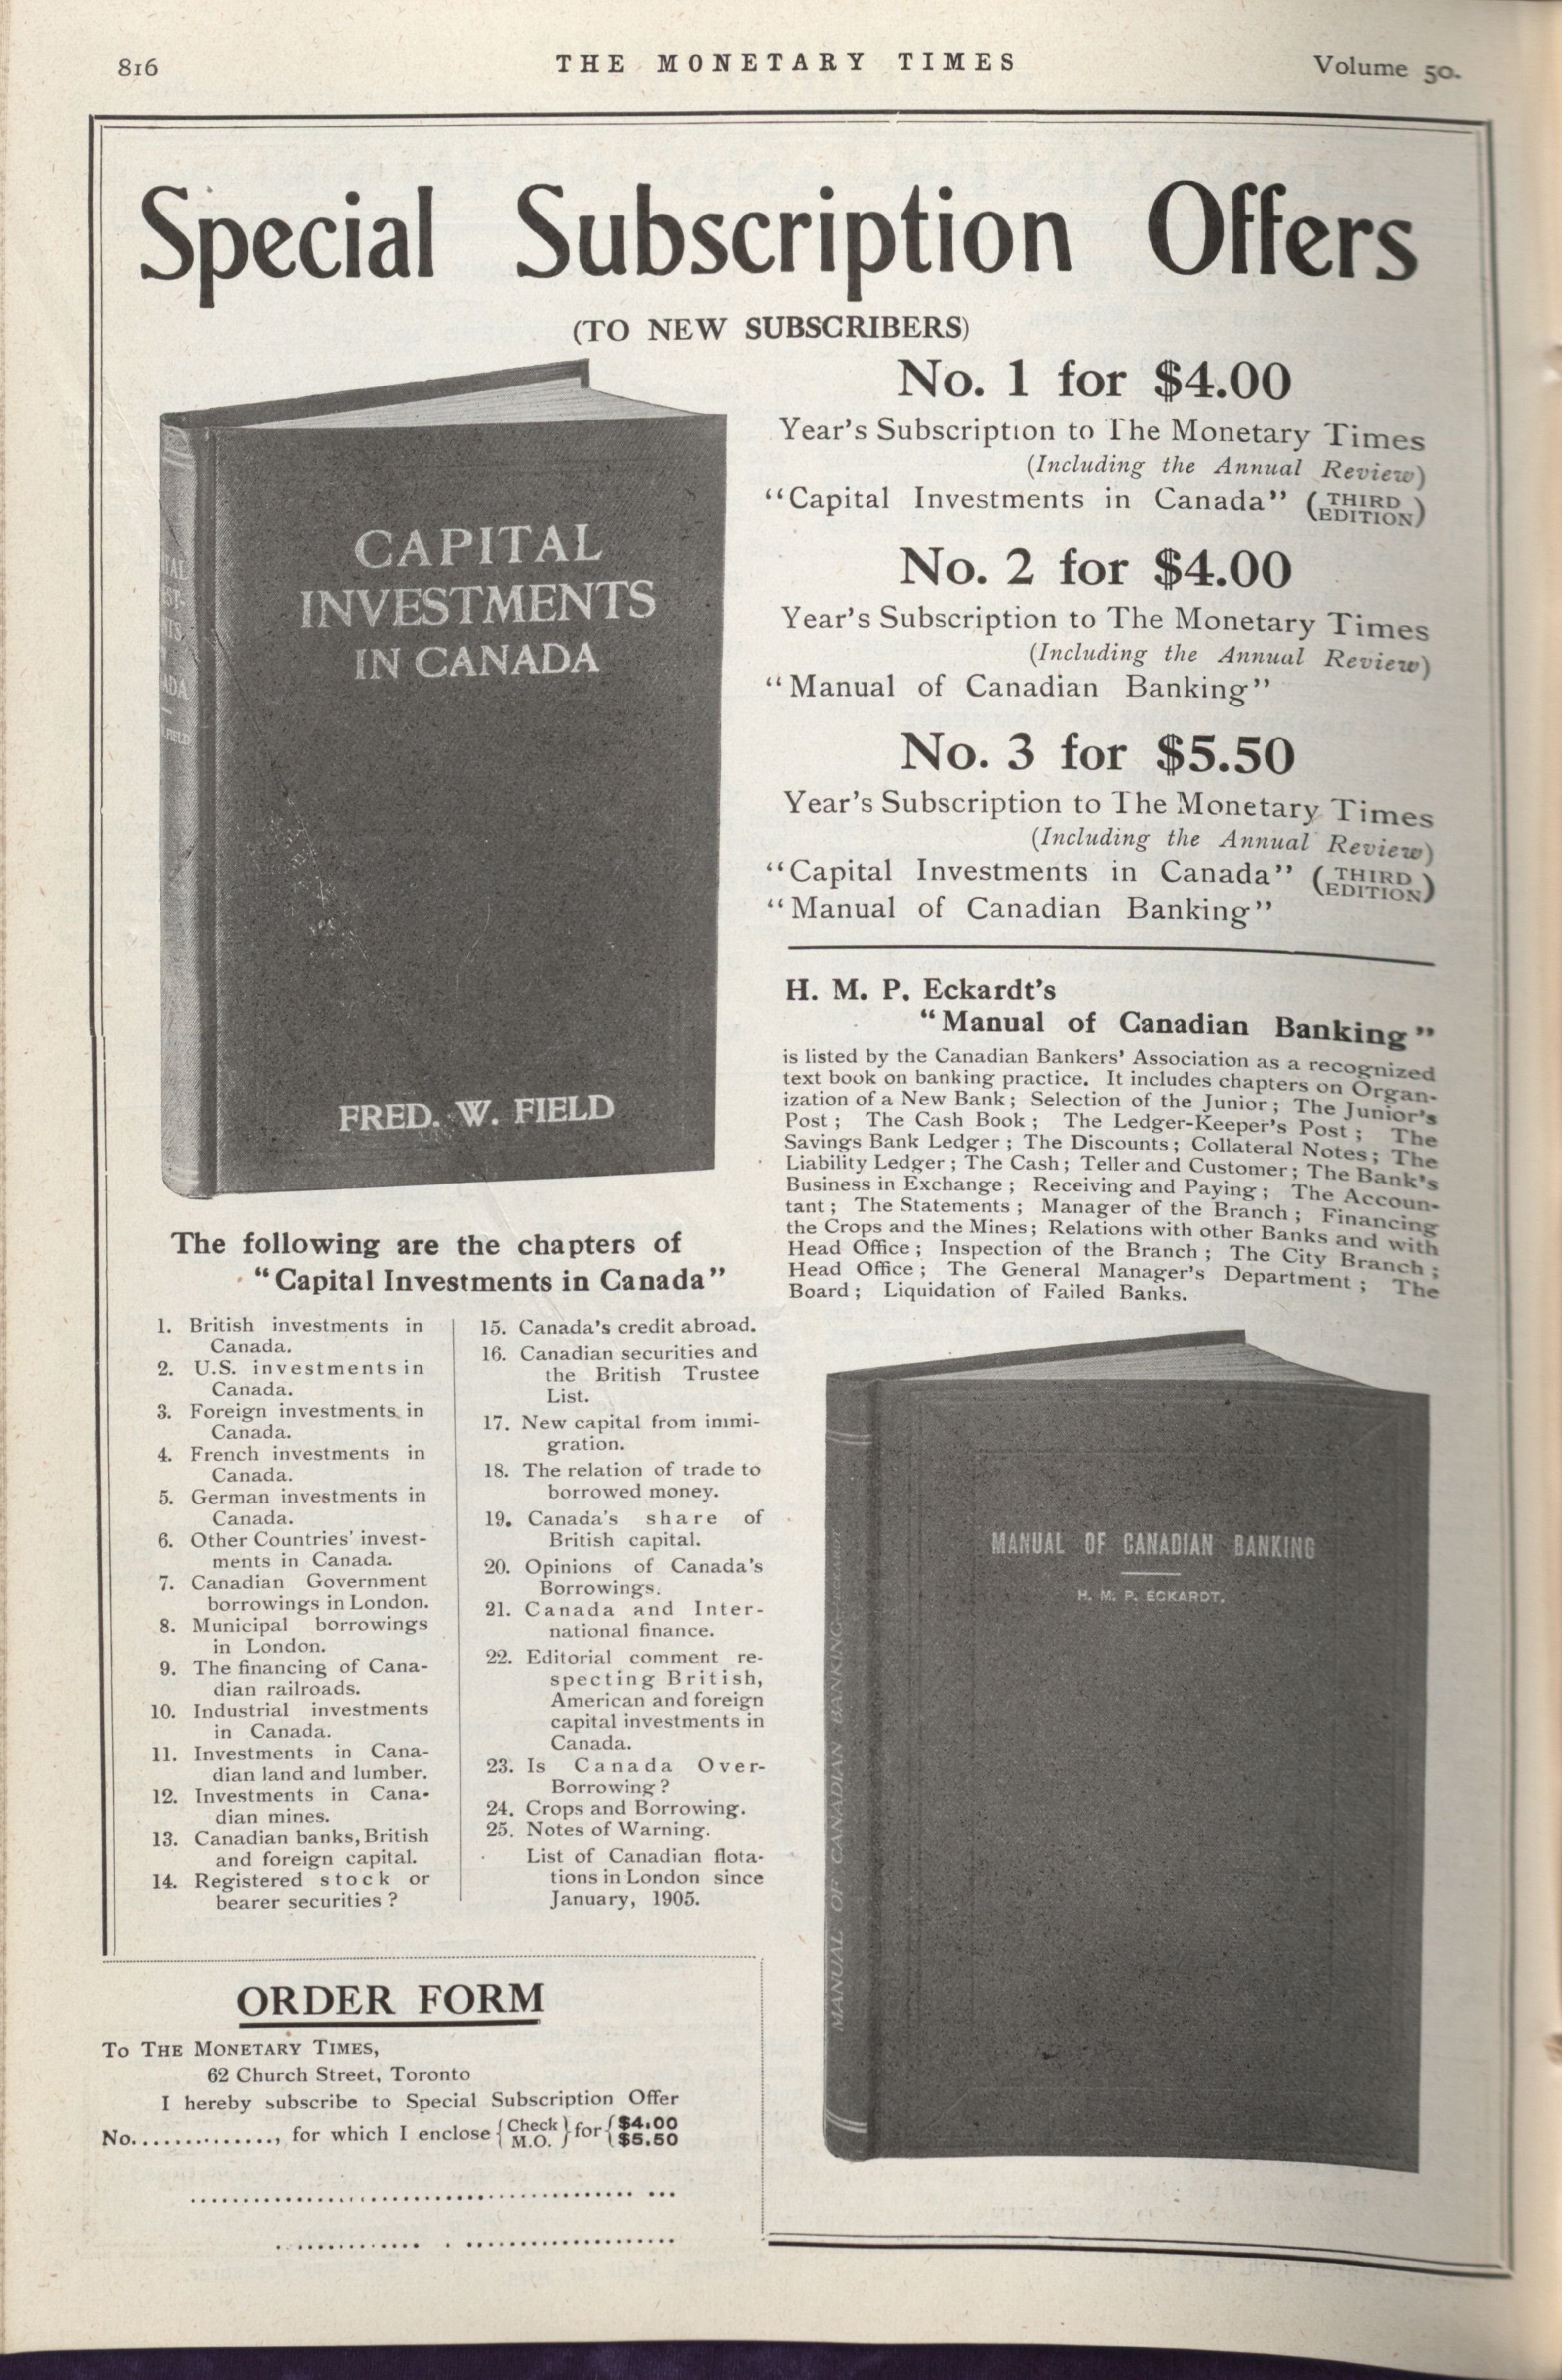 816
THE MONETARY TIMES
Volume 50.
Special Subscription Offers
(TO NEW SUBSCRIBERS)
CAPITAL
INVESTMENTS
IN CANADA
FRED. W. FIELD
No. 1 for $4.00
Year's Subscription to The Monetary Times
(Including the Annual Review)
"Capital Investments in Canada" (THIRD EDITION)
No. 2 for $4.00
Year's Subscription to The Monetary Times
(Including the Annual Review)
"Manual of Canadian Banking"
No. 3 for $5.50
Year's Subscription to The Monetary Times
(Including the Annual Review)
"Capital Investments in Canada" (THIRD EDITION)
"Manual of Canadian Banking"
H. M. P. Eckardt's
"Manual of Canadian Banking"
is listed by the Canadian Bankers' Association as a recognized
text book on banking practice. It includes chapters on Organ-
ization of a New Bank; Selection of the Junior; The Junior's
Post; The Cash Book; The Ledger-Keeper's Post; The
Savings Bank Ledger; The Discounts; Collateral Notes; The
Liability Ledger; The Cash; Teller and Customer; The Bank's
Business in Exchange; Receiving and Paying; The Accoun-
tant; The Statements; Manager of the Branch; Financing
the Crops and the Mines; Relations with other Banks and with
Head Office; Inspection of the Branch; The City Branch;
Head Office; The General Manager's Department; The
Board; Liquidation of Failed Banks.
The following are the chapters of
"Capital Investments in Canada"
1. British investments in
Canada.
2. U.S. investments in
Canada.
3. Foreign investments in
Canada.
4. French investments in
Canada.
5. German investments in
Canada.
6. Other Countries' invest-
ments in Canada.
7. Canadian Government
borrowings in London.
8. Municipal borrowings
in London.
9. The financing of Cana-
dian railroads.
10. Industrial investments
in Canada.
11. Investments in Cana-
dian land and lumber.
12. Investments in Cana-
dian mines.
13. Canadian banks, British
and foreign capital.
14. Registered stock or
bearer securities?
15. Canada's credit abroad.
16. Canadian securities and
the British Trustee
List.
17. New capital from immi-
gration.
18. The relation of trade to
borrowed money.
19. Canada's share of
British capital.
20. Opinions of Canada's
Borrowings.
21. Canada and Inter-
national finance.
22. Editorial comment re-
specting British,
American and foreign
capital investments in
Canada.
23. Is Canada Over-
Borrowing?
24. Crops and Borrowing.
25. Notes of Warning.
List of Canadian flota-
tions in London since
January, 1905.
MANUAL OF CANADIAN BANKING
H. M. P. ECKARDT.
MANUAL OF CANADIAN BANKING-ECKARDT
ORDER FORM
To THE MONETARY TIMES,
62 Church Street, Toronto
I hereby subscribe to Special Subscription Offer
No.............., for which I enclose {Check M.O.} for {$4.00 $5.50